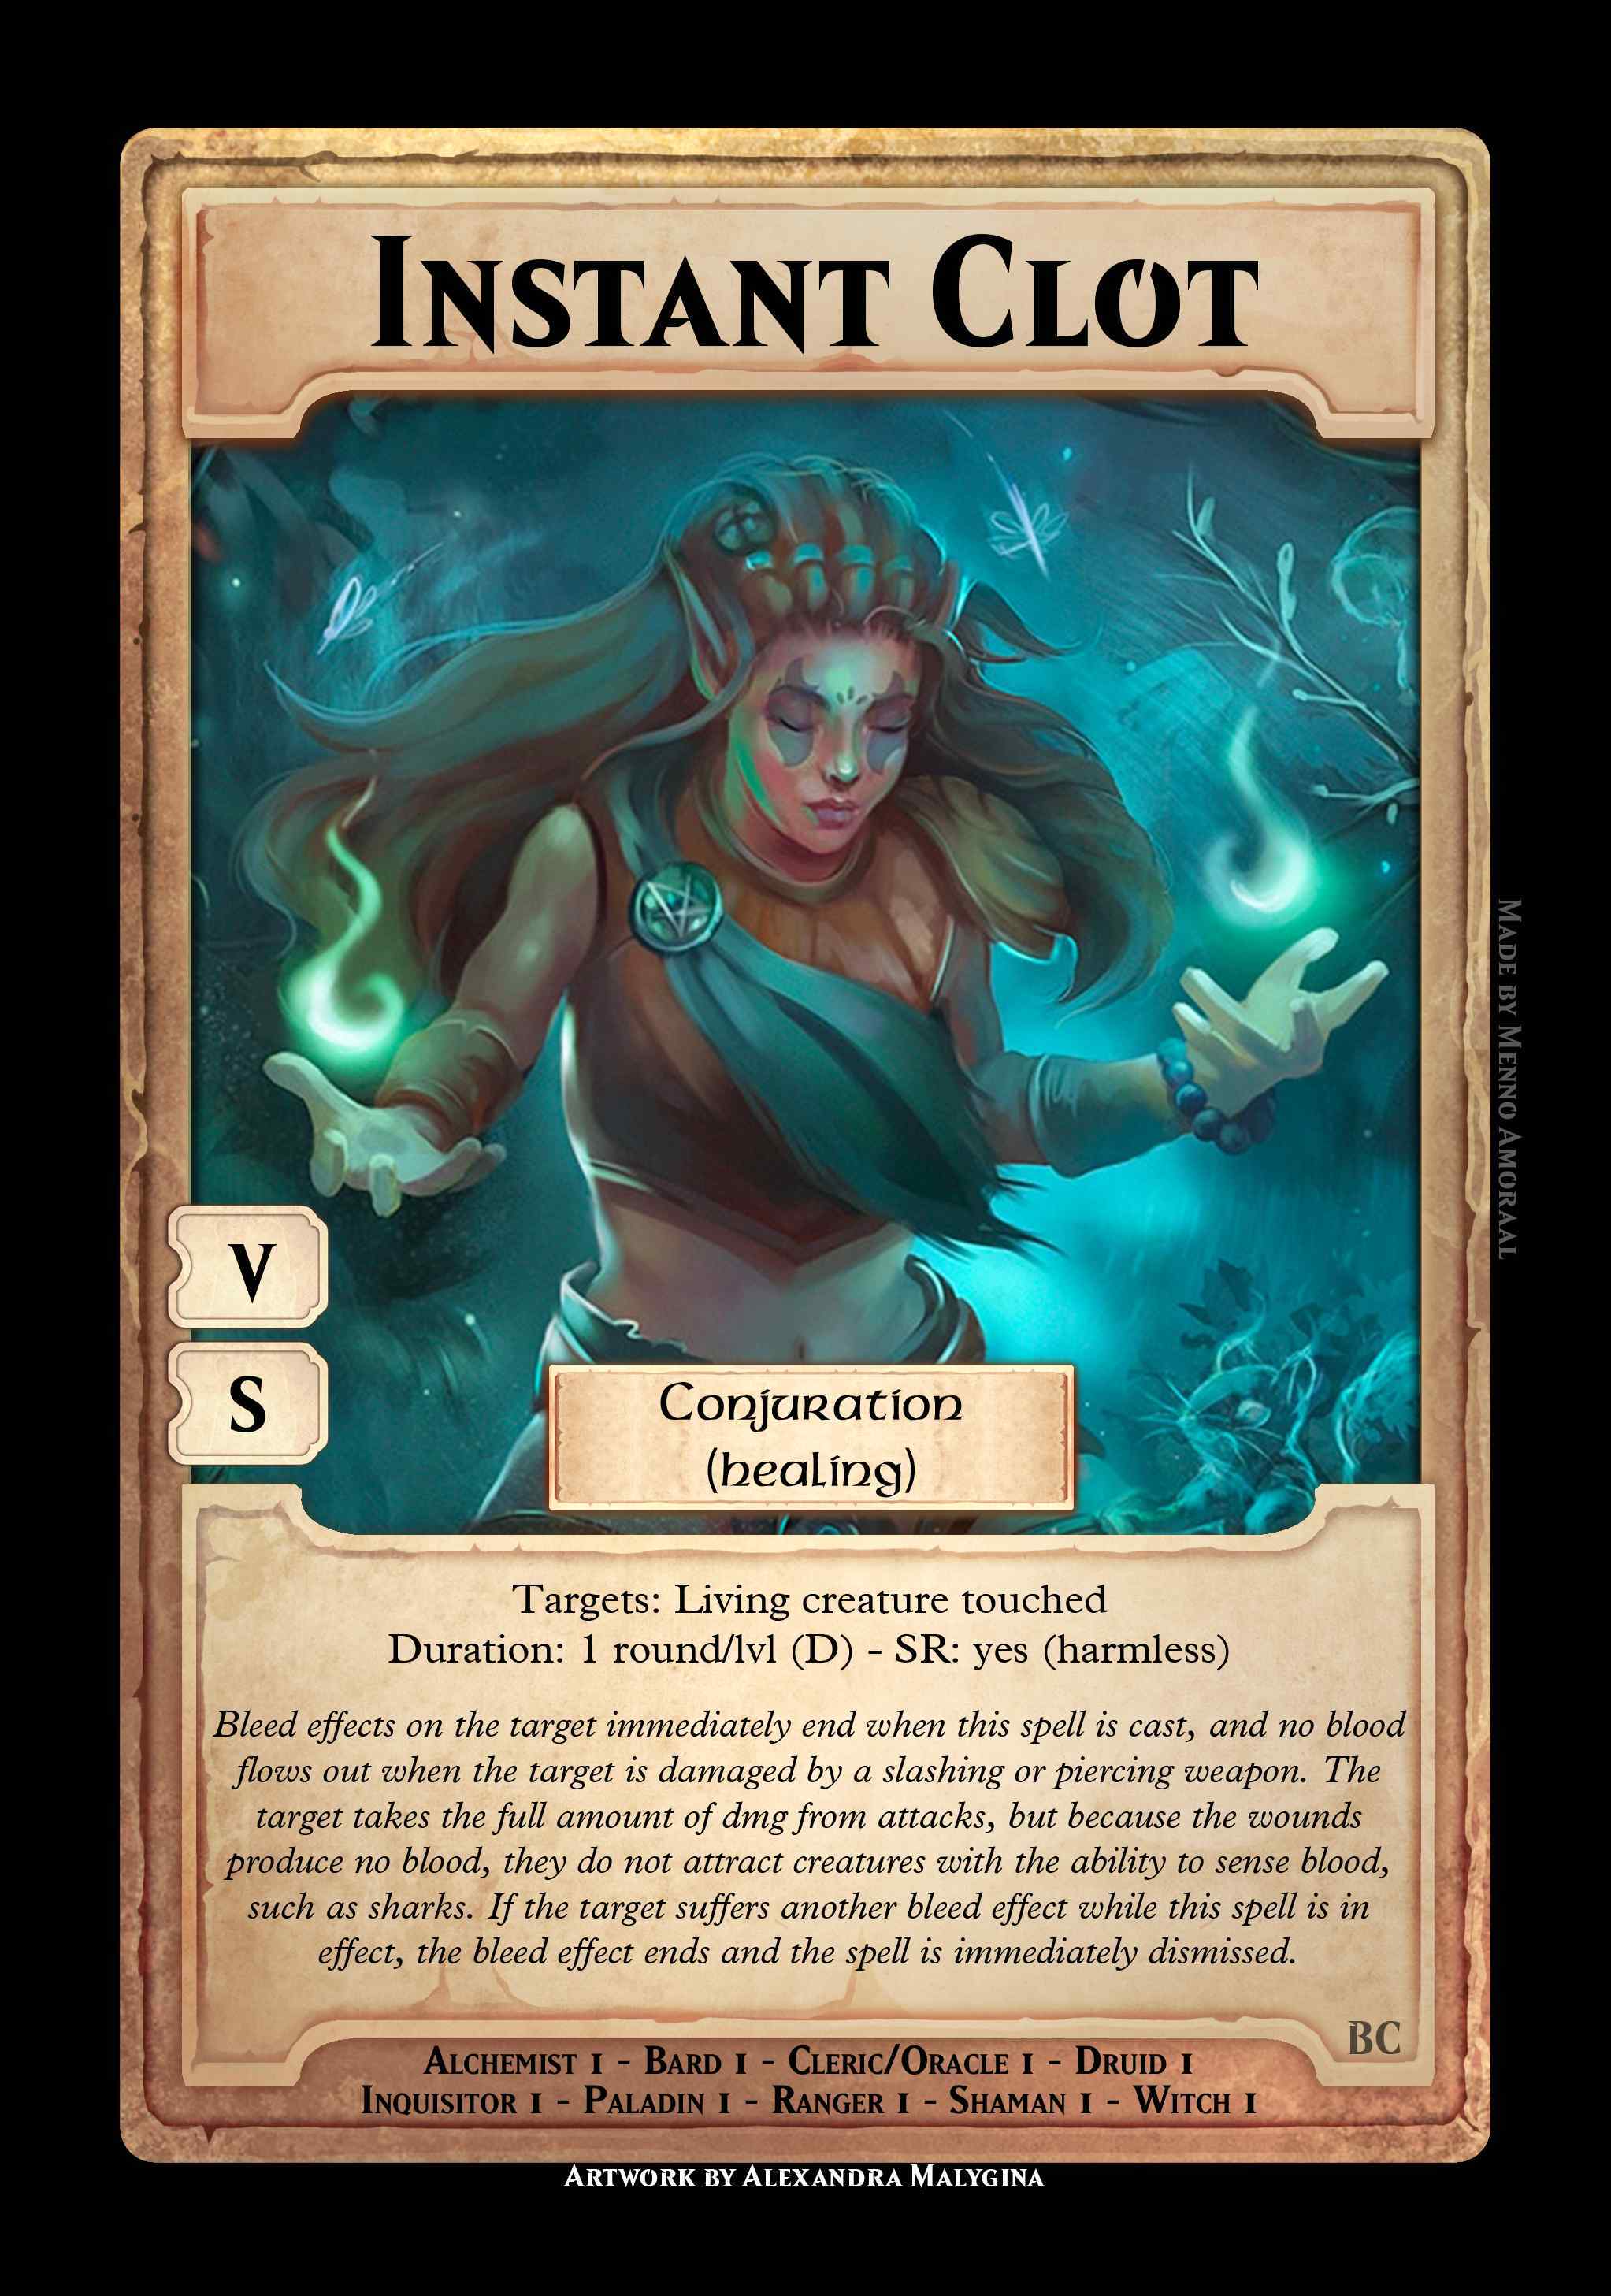 Instant Clot
Made by Menno Amoraal
V
S
Conjuration
(healing)
Targets: Living creature touched
Duration: 1 round/lvl (D) - SR: yes (harmless)
Bleed effects on the target immediately end when this spell is cast, and no blood
flows out when the target is damaged by a slashing or piercing weapon. The
target takes the full amount of dmg from attacks, but because the wounds
produce no blood, they do not attract creatures with the ability to sense blood,
such as sharks. If the target suffers another bleed effect while this spell is in
effect, the bleed effect ends and the spell is immediately dismissed.
BC
Alchemist 1 - Bard 1 - Cleric/Oracle 1 - Druid 1
Inquisitor 1 - Paladin 1 - Ranger 1 - Shaman 1 - Witch 1
Artwork by Alexandra Malygina